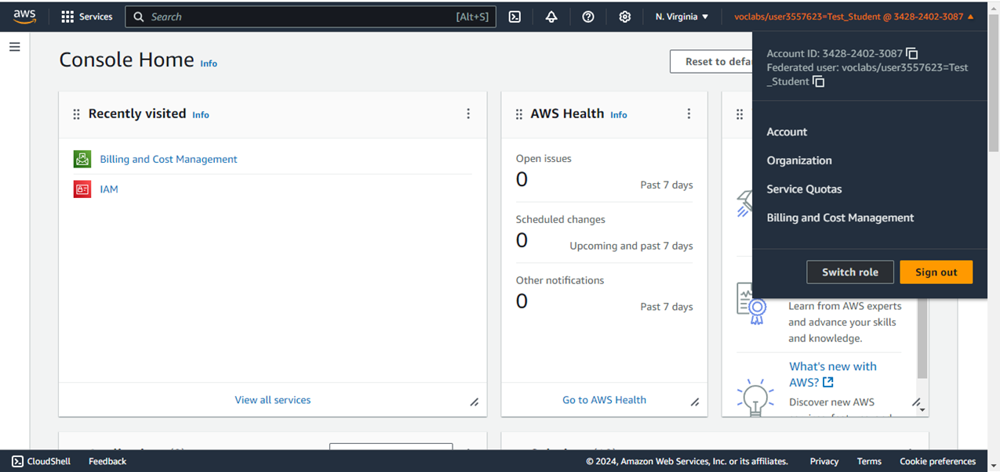 aws
Services
Search
[Alt+S]
N. Virginia
voclabs/user3557623=Test_Student @ 3428-2402-3087
Account ID: 3428-2402-3087
Federated user: voclabs/user3557623=Test
_Student
Account
Organization
Service Quotas
Billing and Cost Management
Switch role
Sign out
Console Home Info
Reset to defau
Recently visited Info
Billing and Cost Management
IAM
View all services
AWS Health Info
Open issues
0
Past 7 days
Scheduled changes
0
Upcoming and past 7 days
Other notifications
0
Past 7 days
Go to AWS Health
Learn from AWS experts
and advance your skills
and knowledge.
What's new with
AWS?
Discover new AWS
CloudShell
Feedback
© 2024, Amazon Web Services, Inc. or its affiliates.
Privacy
Terms
Cookie preferences